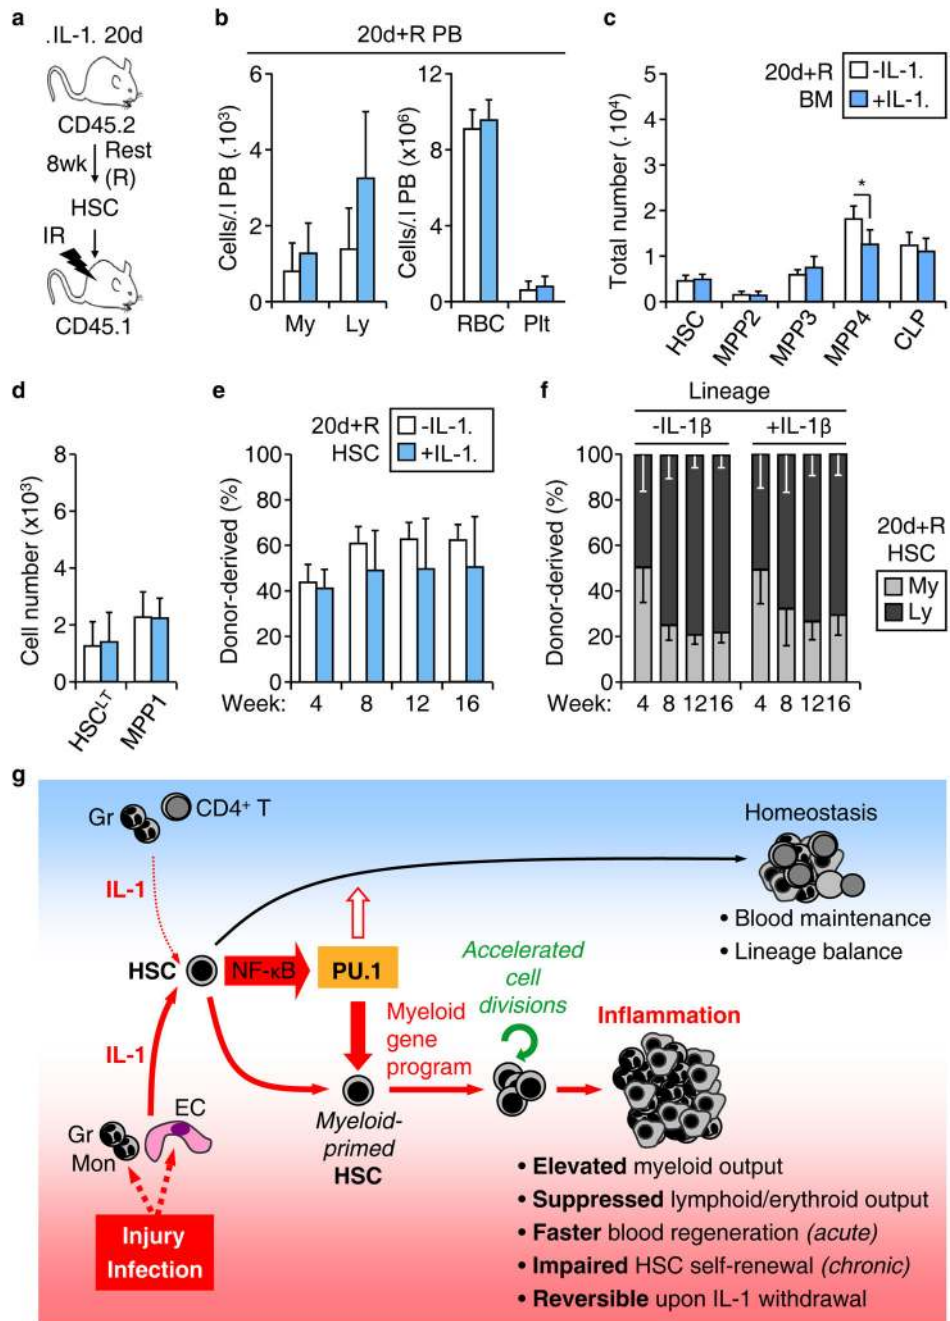 a
.IL-1. 20d
CD45.2
8wk
Rest
(R)
HSC
IR
CD45.1
b
20d+R PB
Cells/.l PB (.10³)
6
4
2
0
My
Ly
Cells/.l PB (x10⁶)
12
8
4
0
RBC
Plt
c
20d+R
BM
-IL-1.
+IL-1.
Total number (.10⁴)
5
4
3
2
1
0
*
HSC
MPP2
MPP3
MPP4
CLP
d
Cell number (x10³)
8
6
4
2
0
HSCᴸᵀ
MPP1
e
20d+R
HSC
-IL-1.
+IL-1.
Donor-derived (%)
100
80
60
40
20
0
Week: 4 8 12 16
f
Lineage
-IL-1β
+IL-1β
Donor-derived (%)
100
80
60
40
20
0
4 8 12 16
4 8 12 16
20d+R
HSC
My
Ly
g
Gr
CD4⁺ T
IL-1
HSC
NF-κB
PU.1
Homeostasis
• Blood maintenance
• Lineage balance
Accelerated
cell
divisions
Myeloid
gene
program
Inflammation
IL-1
EC
Gr
Mon
Myeloid-
primed
HSC
Injury
Infection
• Elevated myeloid output
• Suppressed lymphoid/erythroid output
• Faster blood regeneration (acute)
• Impaired HSC self-renewal (chronic)
• Reversible upon IL-1 withdrawal